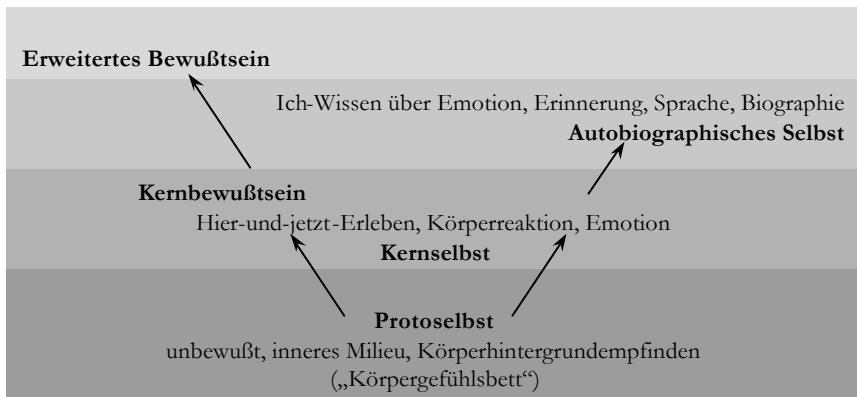 Erweitertes Bewußtsein
Ich-Wissen über Emotion, Erinnerung, Sprache, Biographie
Autobiographisches Selbst
Kernbewußtsein
Hier-und-jetzt-Erleben, Körperreaktion, Emotion
Kernselbst
Protoselbst
unbewußt, inneres Milieu, Körperhintergrundempfinden
(„Körpergefühlsbett“)